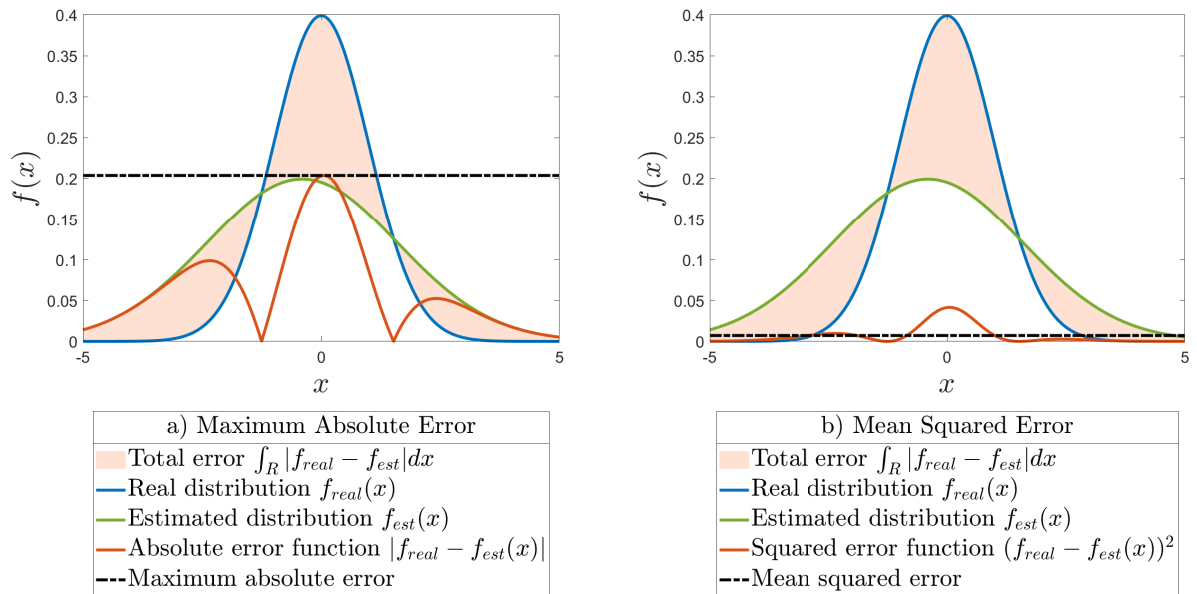 0.4
0.35
0.3
0.25
0.2
0.15
0.1
0.05
0
-5
0
5
f(x)
x
a) Maximum Absolute Error
Total error ∫_R |f_real − f_est|dx
Real distribution f_real(x)
Estimated distribution f_est(x)
Absolute error function |f_real − f_est(x)|
Maximum absolute error
0.4
0.35
0.3
0.25
0.2
0.15
0.1
0.05
0
-5
0
5
f(x)
x
b) Mean Squared Error
Total error ∫_R |f_real − f_est|dx
Real distribution f_real(x)
Estimated distribution f_est(x)
Squared error function (f_real − f_est(x))²
Mean squared error